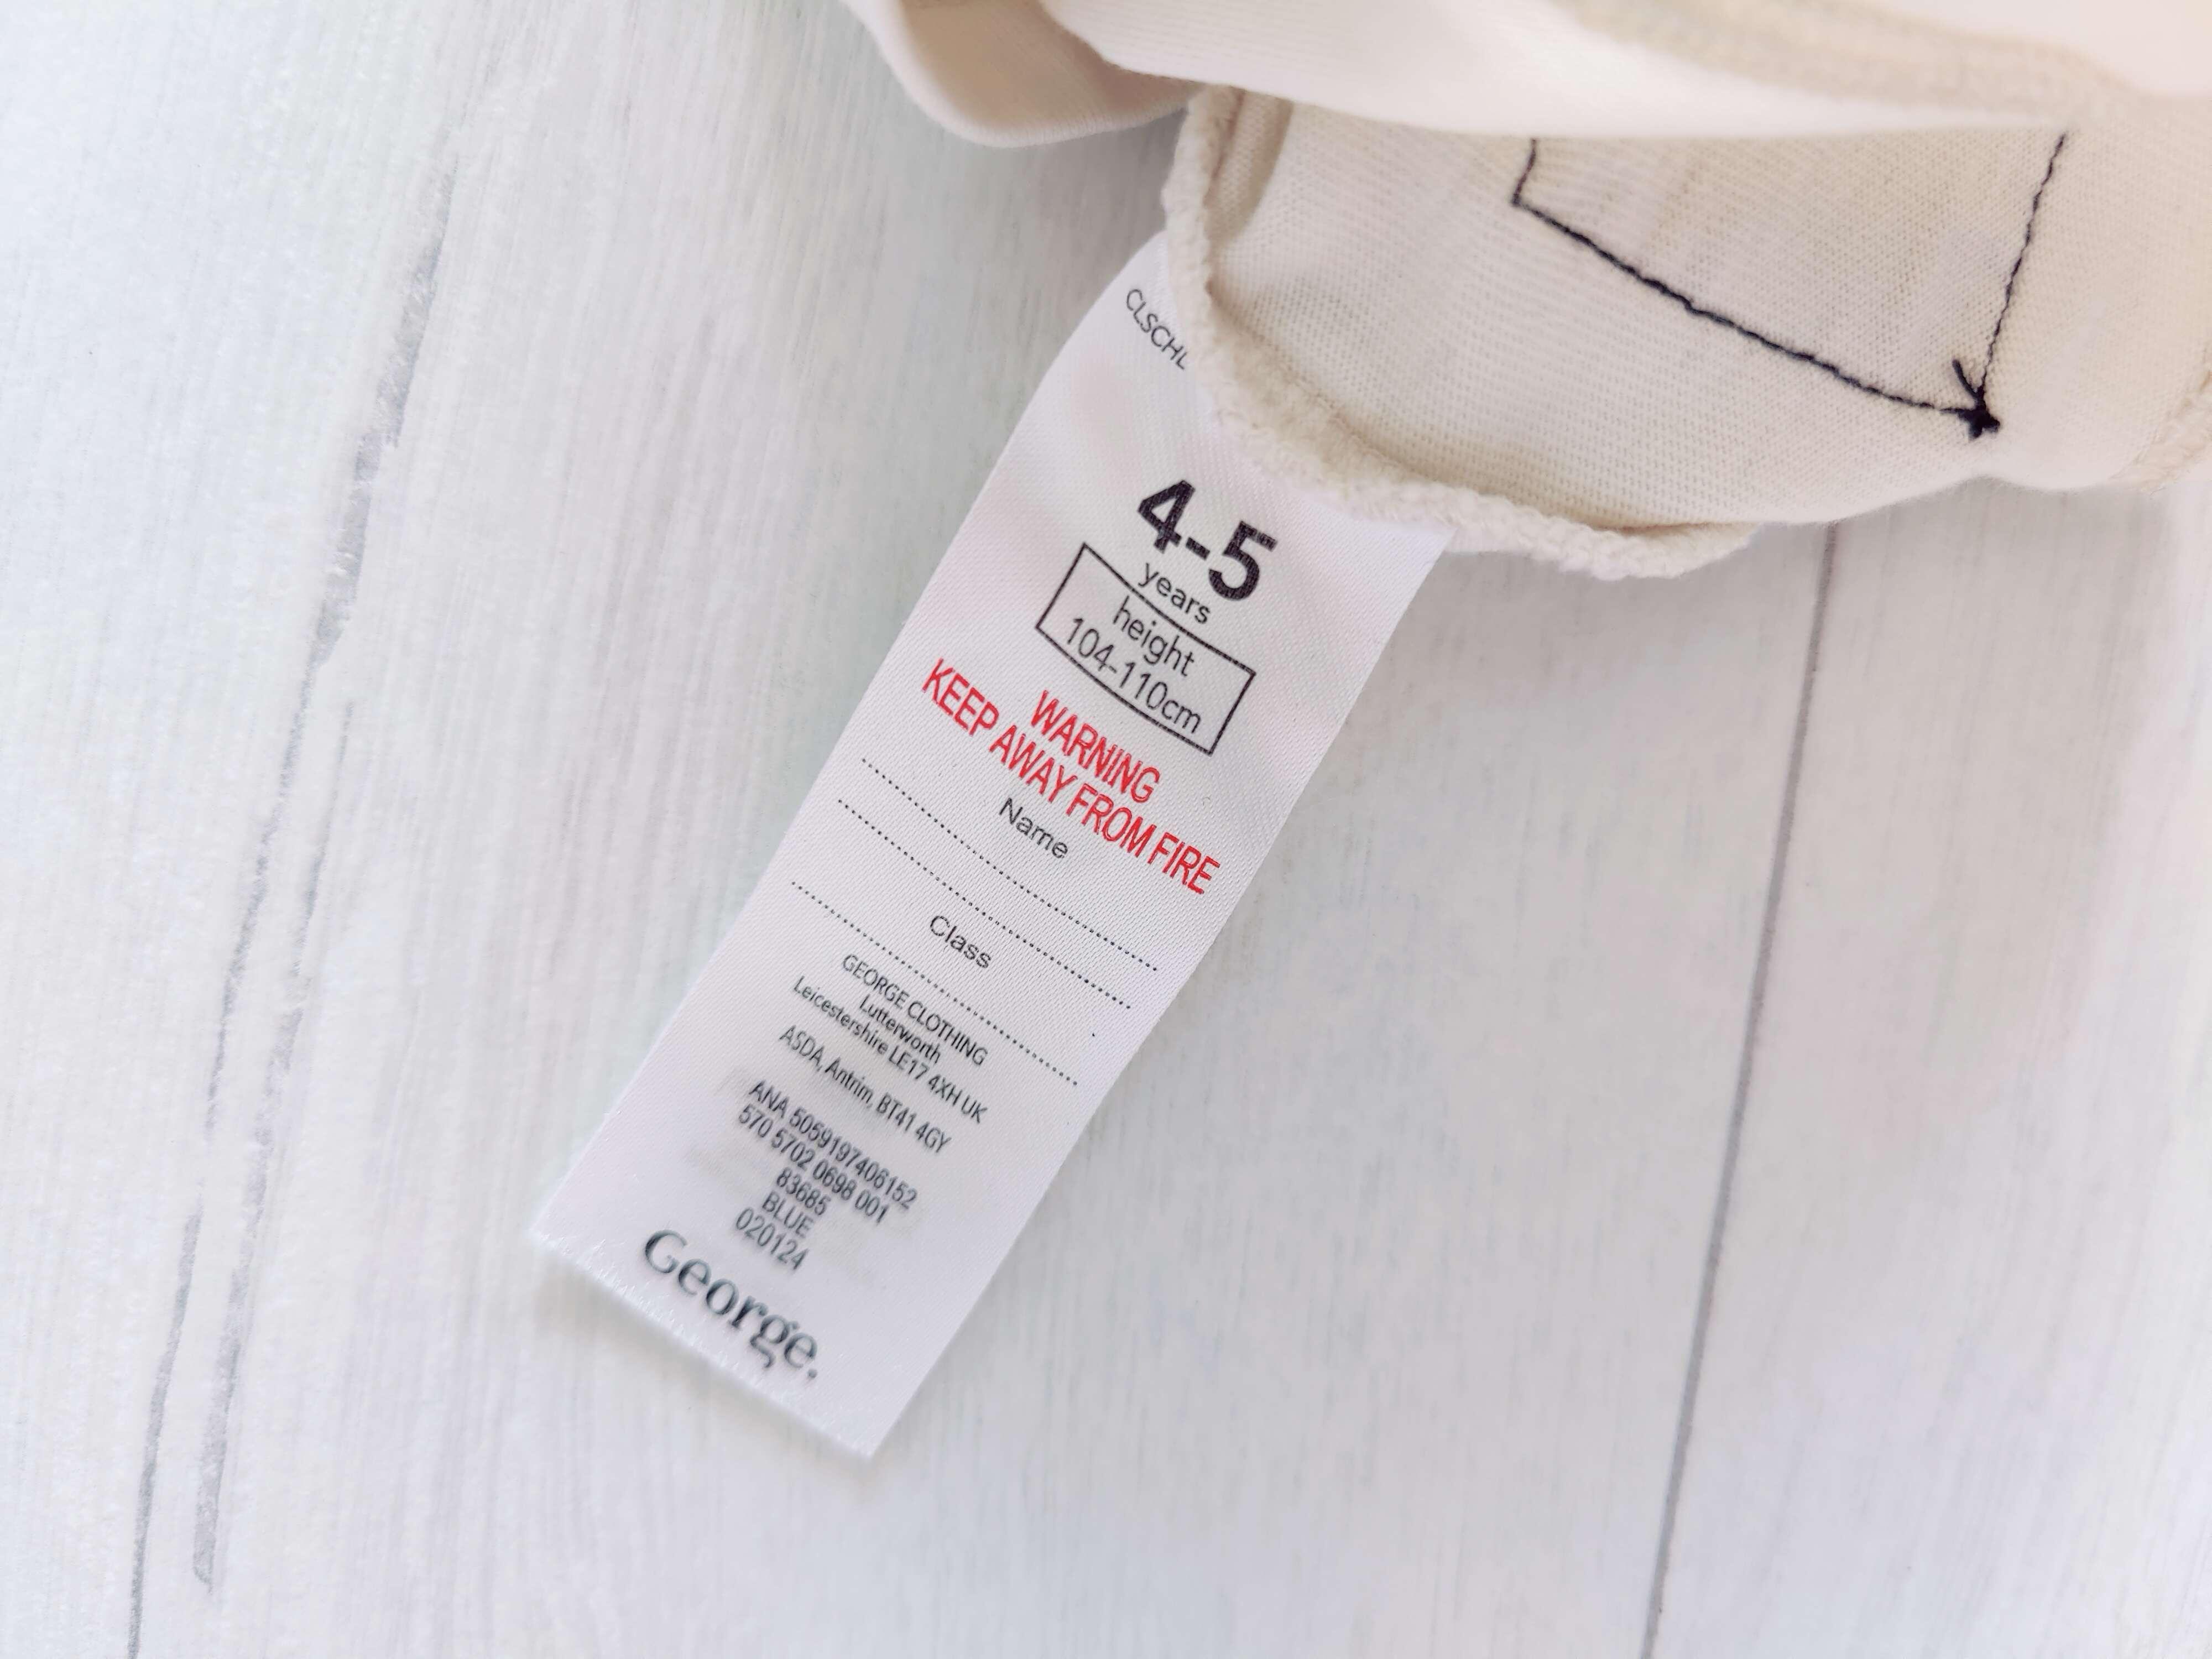 CLSCHL
4-5
years
height
104-110cm
WARNING
KEEP AWAY FROM FIRE
Name
Class
GEORGE CLOTHING
Lutterworth
Leicestershire LE17 4XH UK
ASDA, Antrim, BT41 4GY
ANA 5059197406152
570 5702 0698 001
83685
BLUE
020124
George.